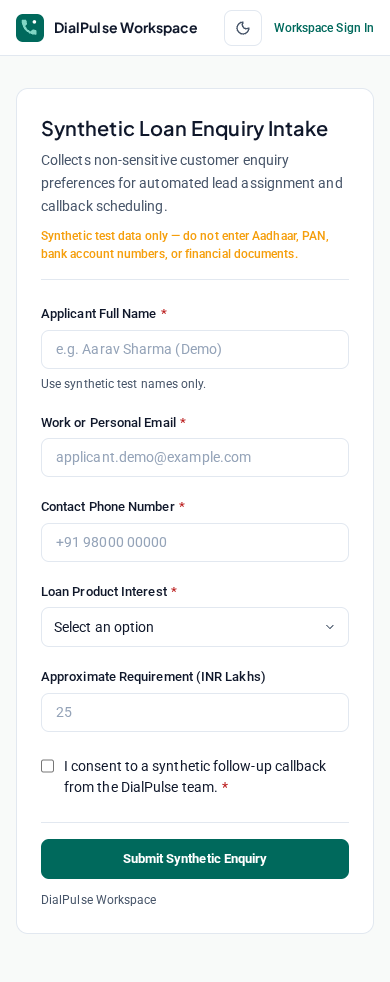 DialPulse Workspace
Workspace Sign In
Synthetic Loan Enquiry Intake
Collects non-sensitive customer enquiry
preferences for automated lead assignment and
callback scheduling.
Synthetic test data only — do not enter Aadhaar, PAN,
bank account numbers, or financial documents.
Applicant Full Name *
e.g. Aarav Sharma (Demo)
Use synthetic test names only.
Work or Personal Email *
applicant.demo@example.com
Contact Phone Number *
+91 98000 00000
Loan Product Interest *
Select an option
Approximate Requirement (INR Lakhs)
25
I consent to a synthetic follow-up callback
from the DialPulse team. *
Submit Synthetic Enquiry
DialPulse Workspace